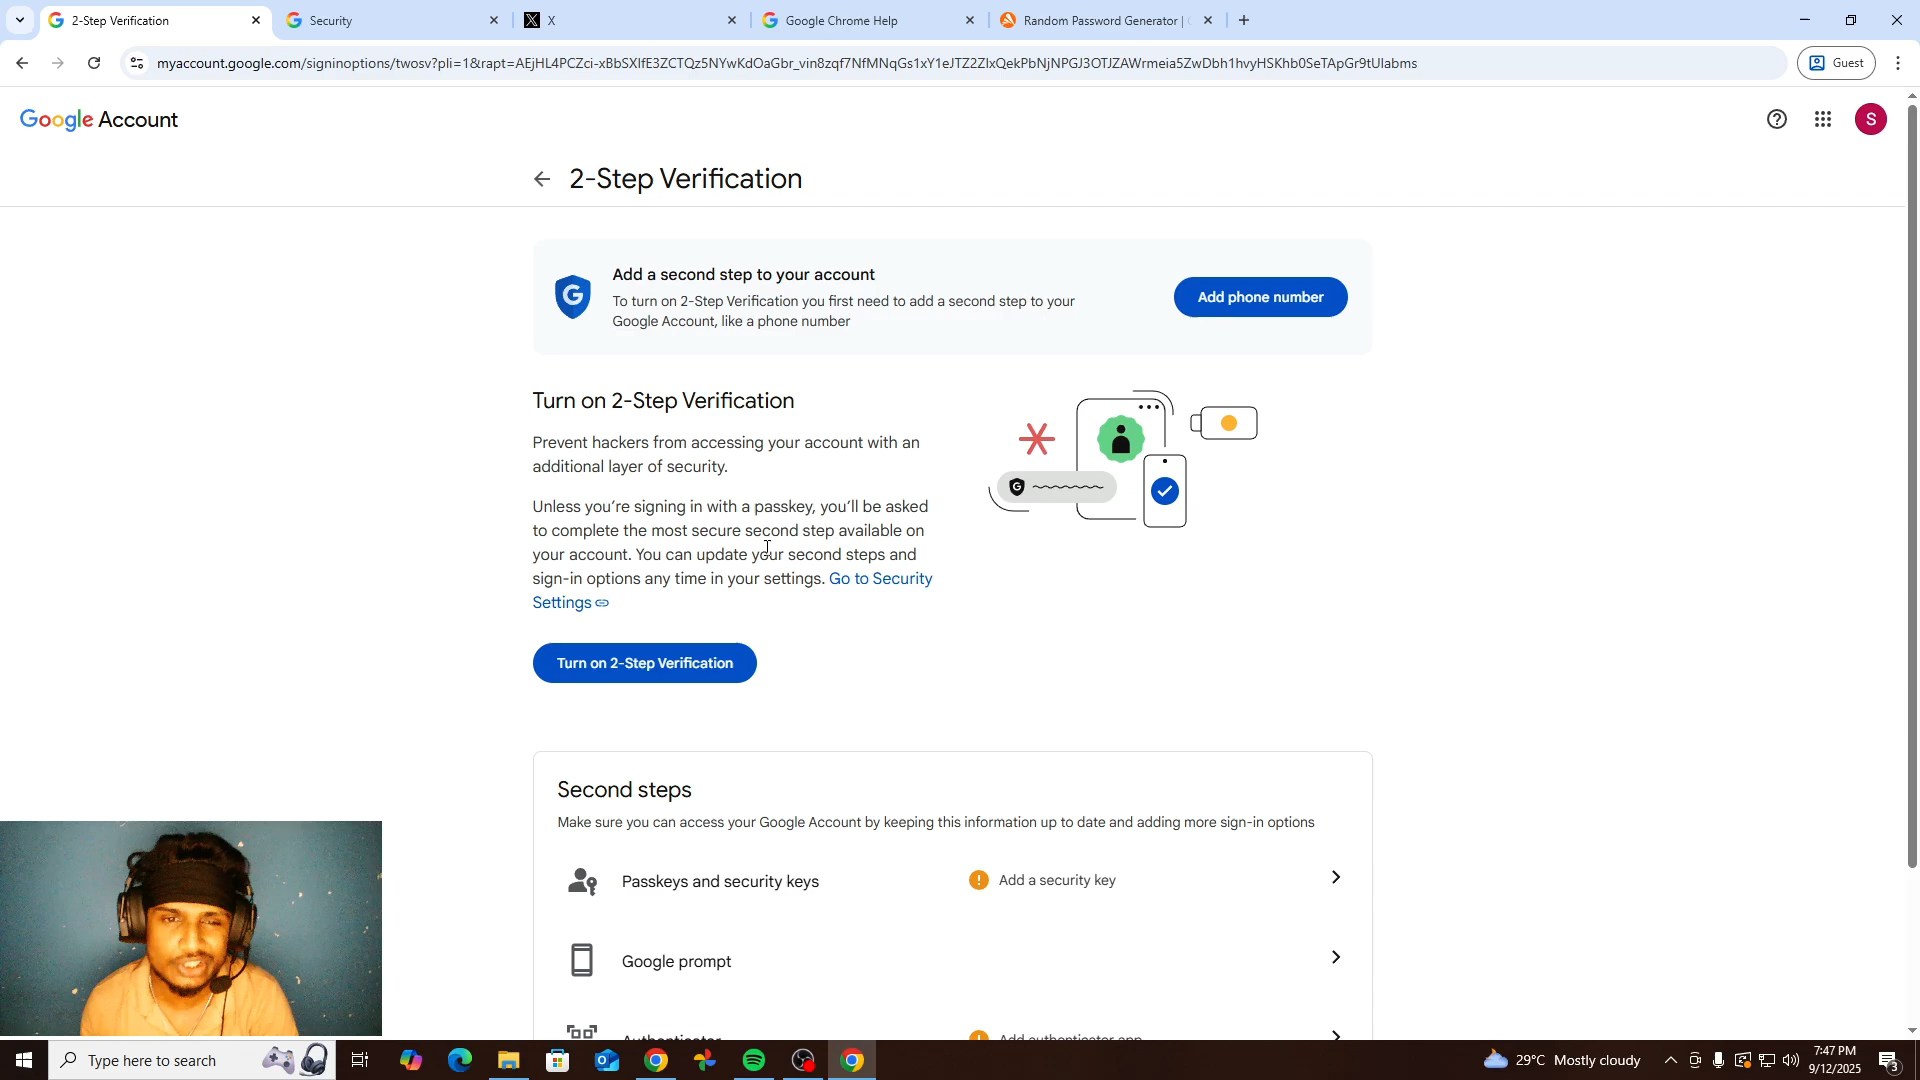 2-Step Verification
Security
X
Google Chrome Help
Random Password Generator |
myaccount.google.com/signinoptions/twosv?pli=1&rapt=AEjHL4PCZci-xBbSXIfE3ZCTQz5NYwKdOaGbr_vin8zqf7NfMNqGs1xY1eJTZ2ZIxQekPbNjNPGJ3OTJZAWrmeia5ZwDbh1hvyHSKhb0SeTApGr9tUIabms
Guest
Google Account
S
2-Step Verification
Add a second step to your account
To turn on 2-Step Verification you first need to add a second step to your
Google Account, like a phone number
Add phone number
Turn on 2-Step Verification
Prevent hackers from accessing your account with an
additional layer of security.
Unless you’re signing in with a passkey, you’ll be asked
to complete the most secure second step available on
your account. You can update your second steps and
sign-in options any time in your settings. Go to Security
Settings
Turn on 2-Step Verification
Second steps
Make sure you can access your Google Account by keeping this information up to date and adding more sign-in options
Passkeys and security keys
Add a security key
Google prompt
Authenticator
Add authenticator app
Type here to search
29°C Mostly cloudy
7:47 PM
9/12/2025
3